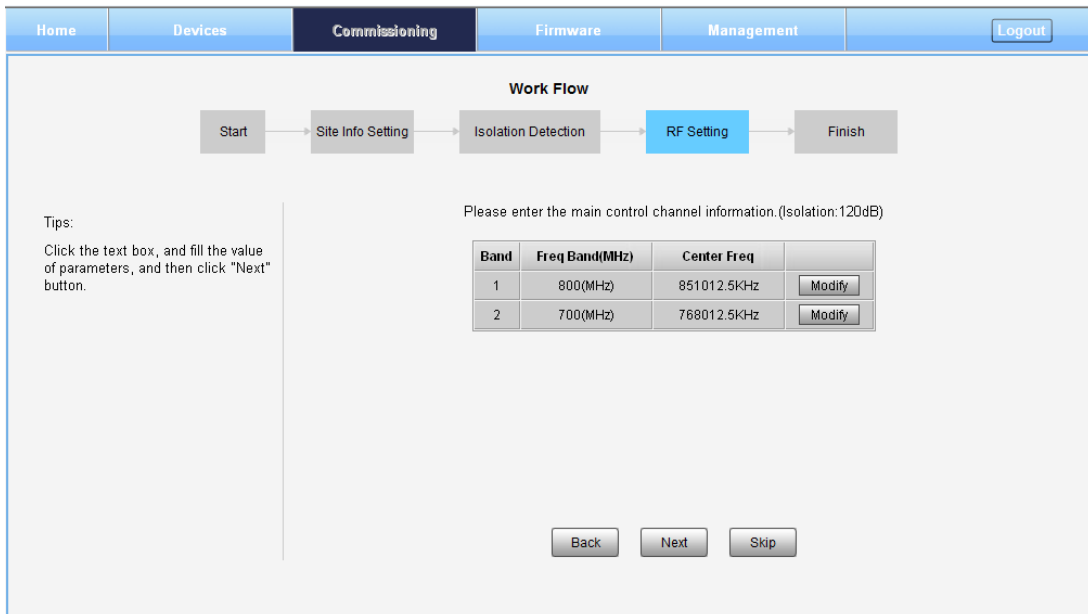 Home Devices Commissioning Firmware Management Logout
Work Flow
Start Site Info Setting Isolation Detection RF Setting Finish
Tips:
Click the text box, and fill the value
of parameters, and then click "Next"
button.
Please enter the main control channel information.(Isolation:120dB)
Band Freq Band(MHz) Center Freq
1 800(MHz) 851012.5KHz Modify
2 700(MHz) 768012.5KHz Modify
Back Next Skip